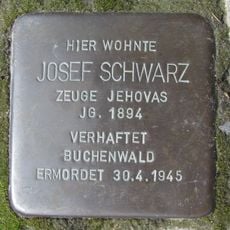 HIER WOHNTE
JOSEF SCHWARZ
ZEUGE JEHOVAS
JG. 1894
VERHAFTET
BUCHENWALD
ERMORDET 30.4.1945